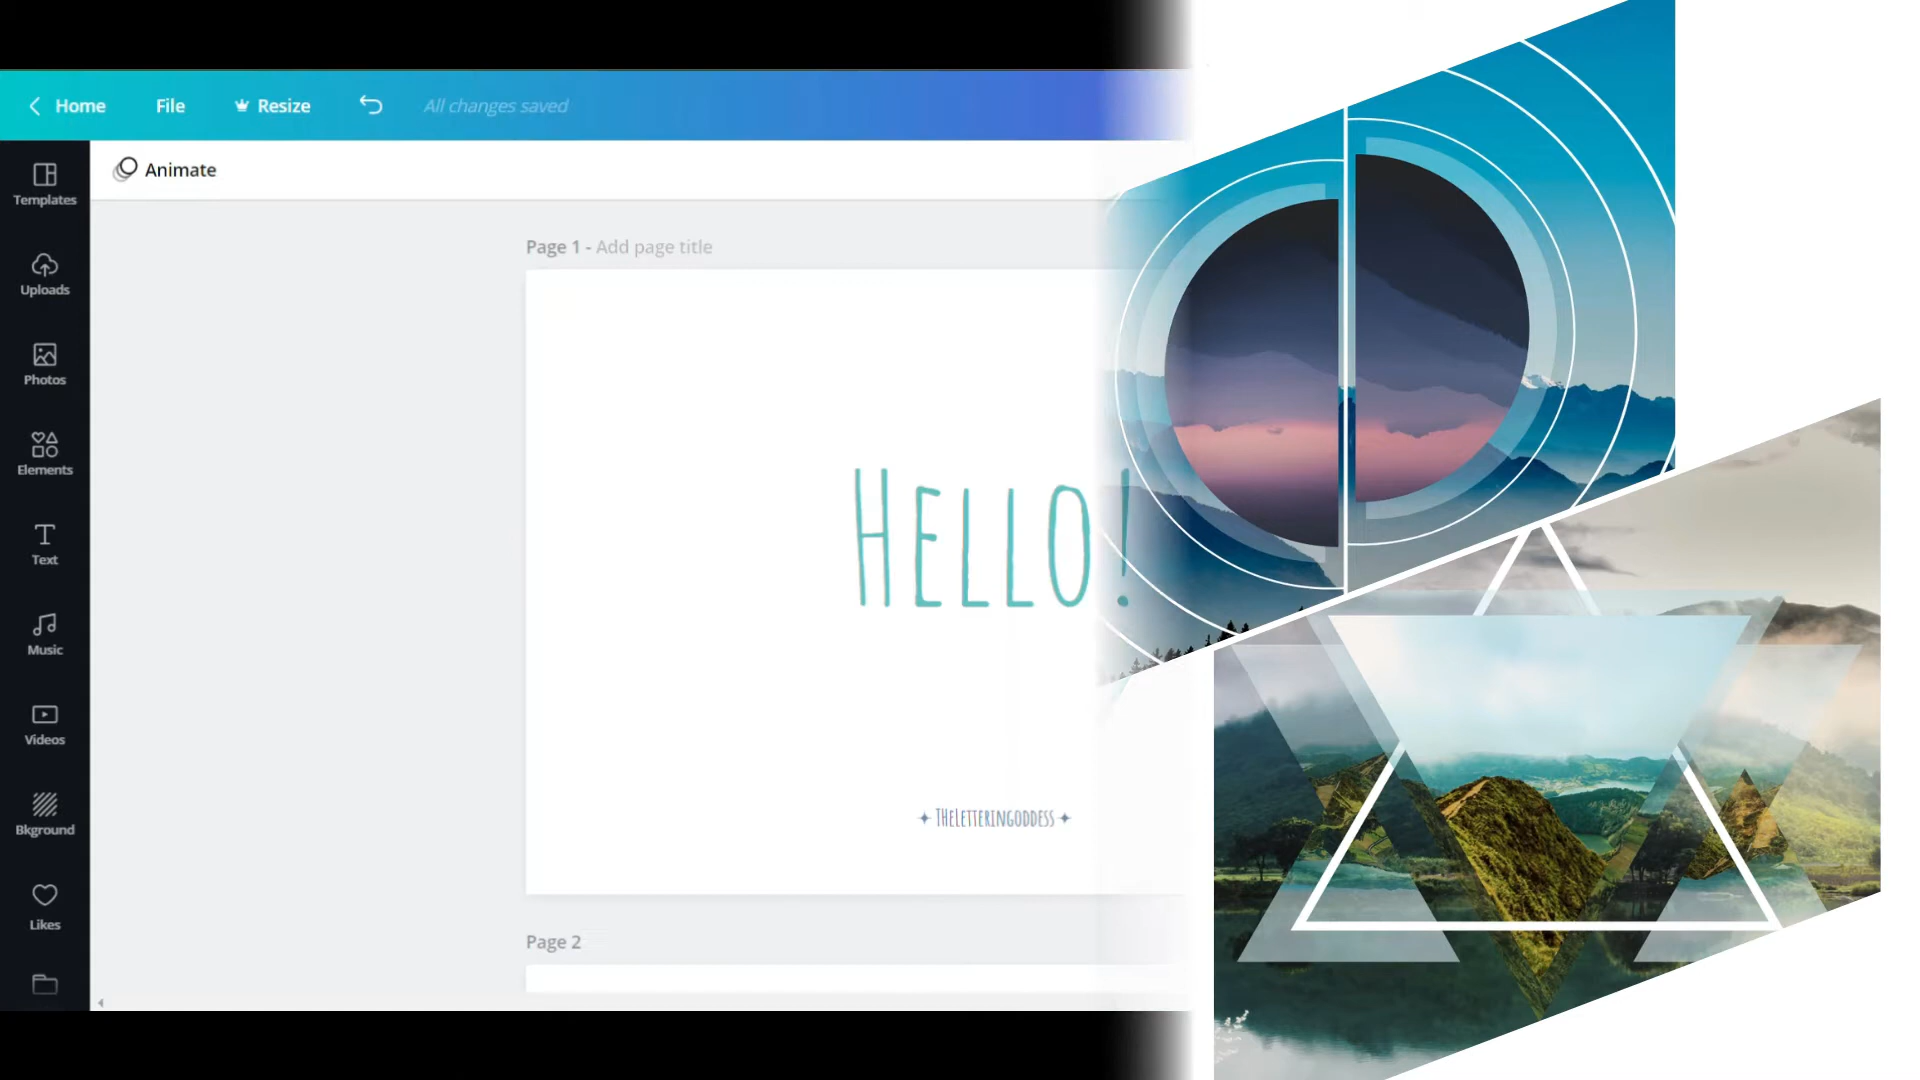 Home File Resize All changes saved
Animate
Templates
Uploads
Photos
Elements
Text
Music
Videos
Bkground
Likes
Page 1 - Add page title
HELLO!
✦ THELETTERINGODDESS ✦
Page 2